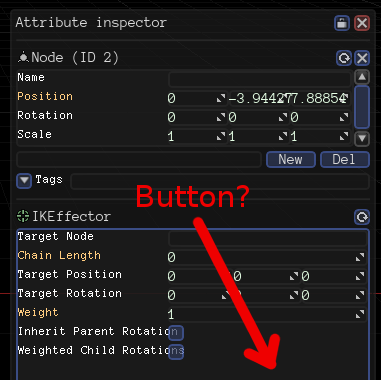 Attribute inspector
Node (ID 2)
Name
Position 0 -3.94427 7.88854
Rotation 0 0 0
Scale 1 1 1
New Del
Tags
Button?
IKEffector
Target Node
Chain Length 0
Target Position 0 0 0
Target Rotation 0 0 0
Weight 1
Inherit Parent Rotation
Weighted Child Rotations